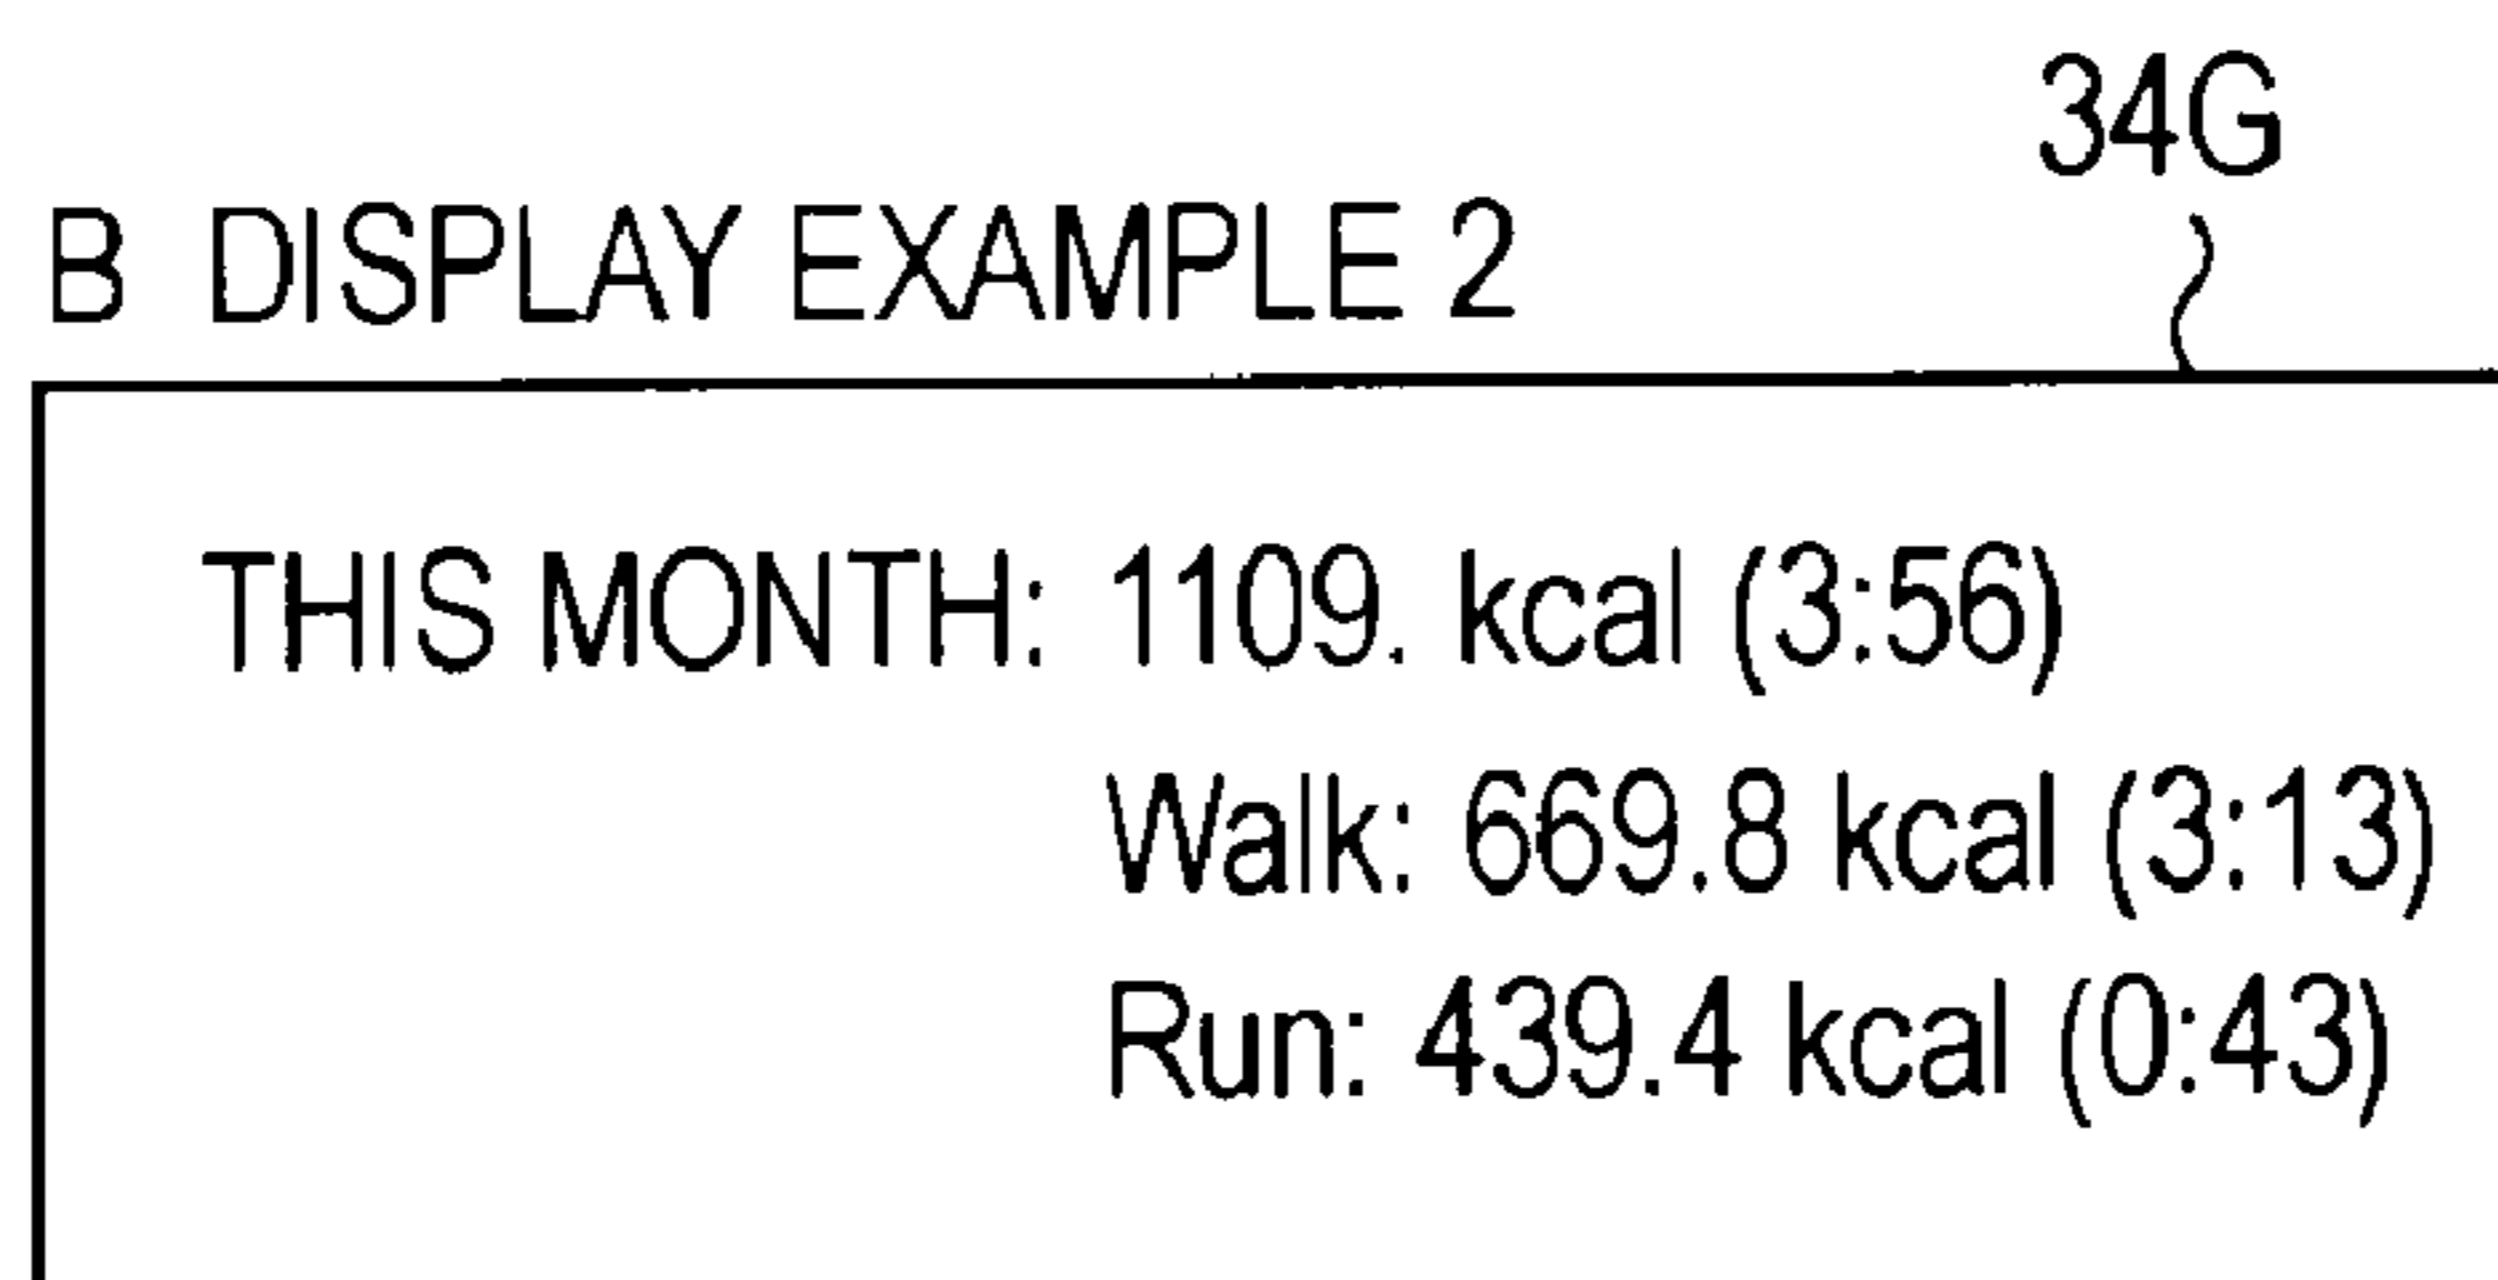 34G
B DISPLAY EXAMPLE 2
THIS MONTH: 1109. kcal (3:56)
Walk: 669.8 kcal (3:13)
Run: 439.4 kcal (0:43)